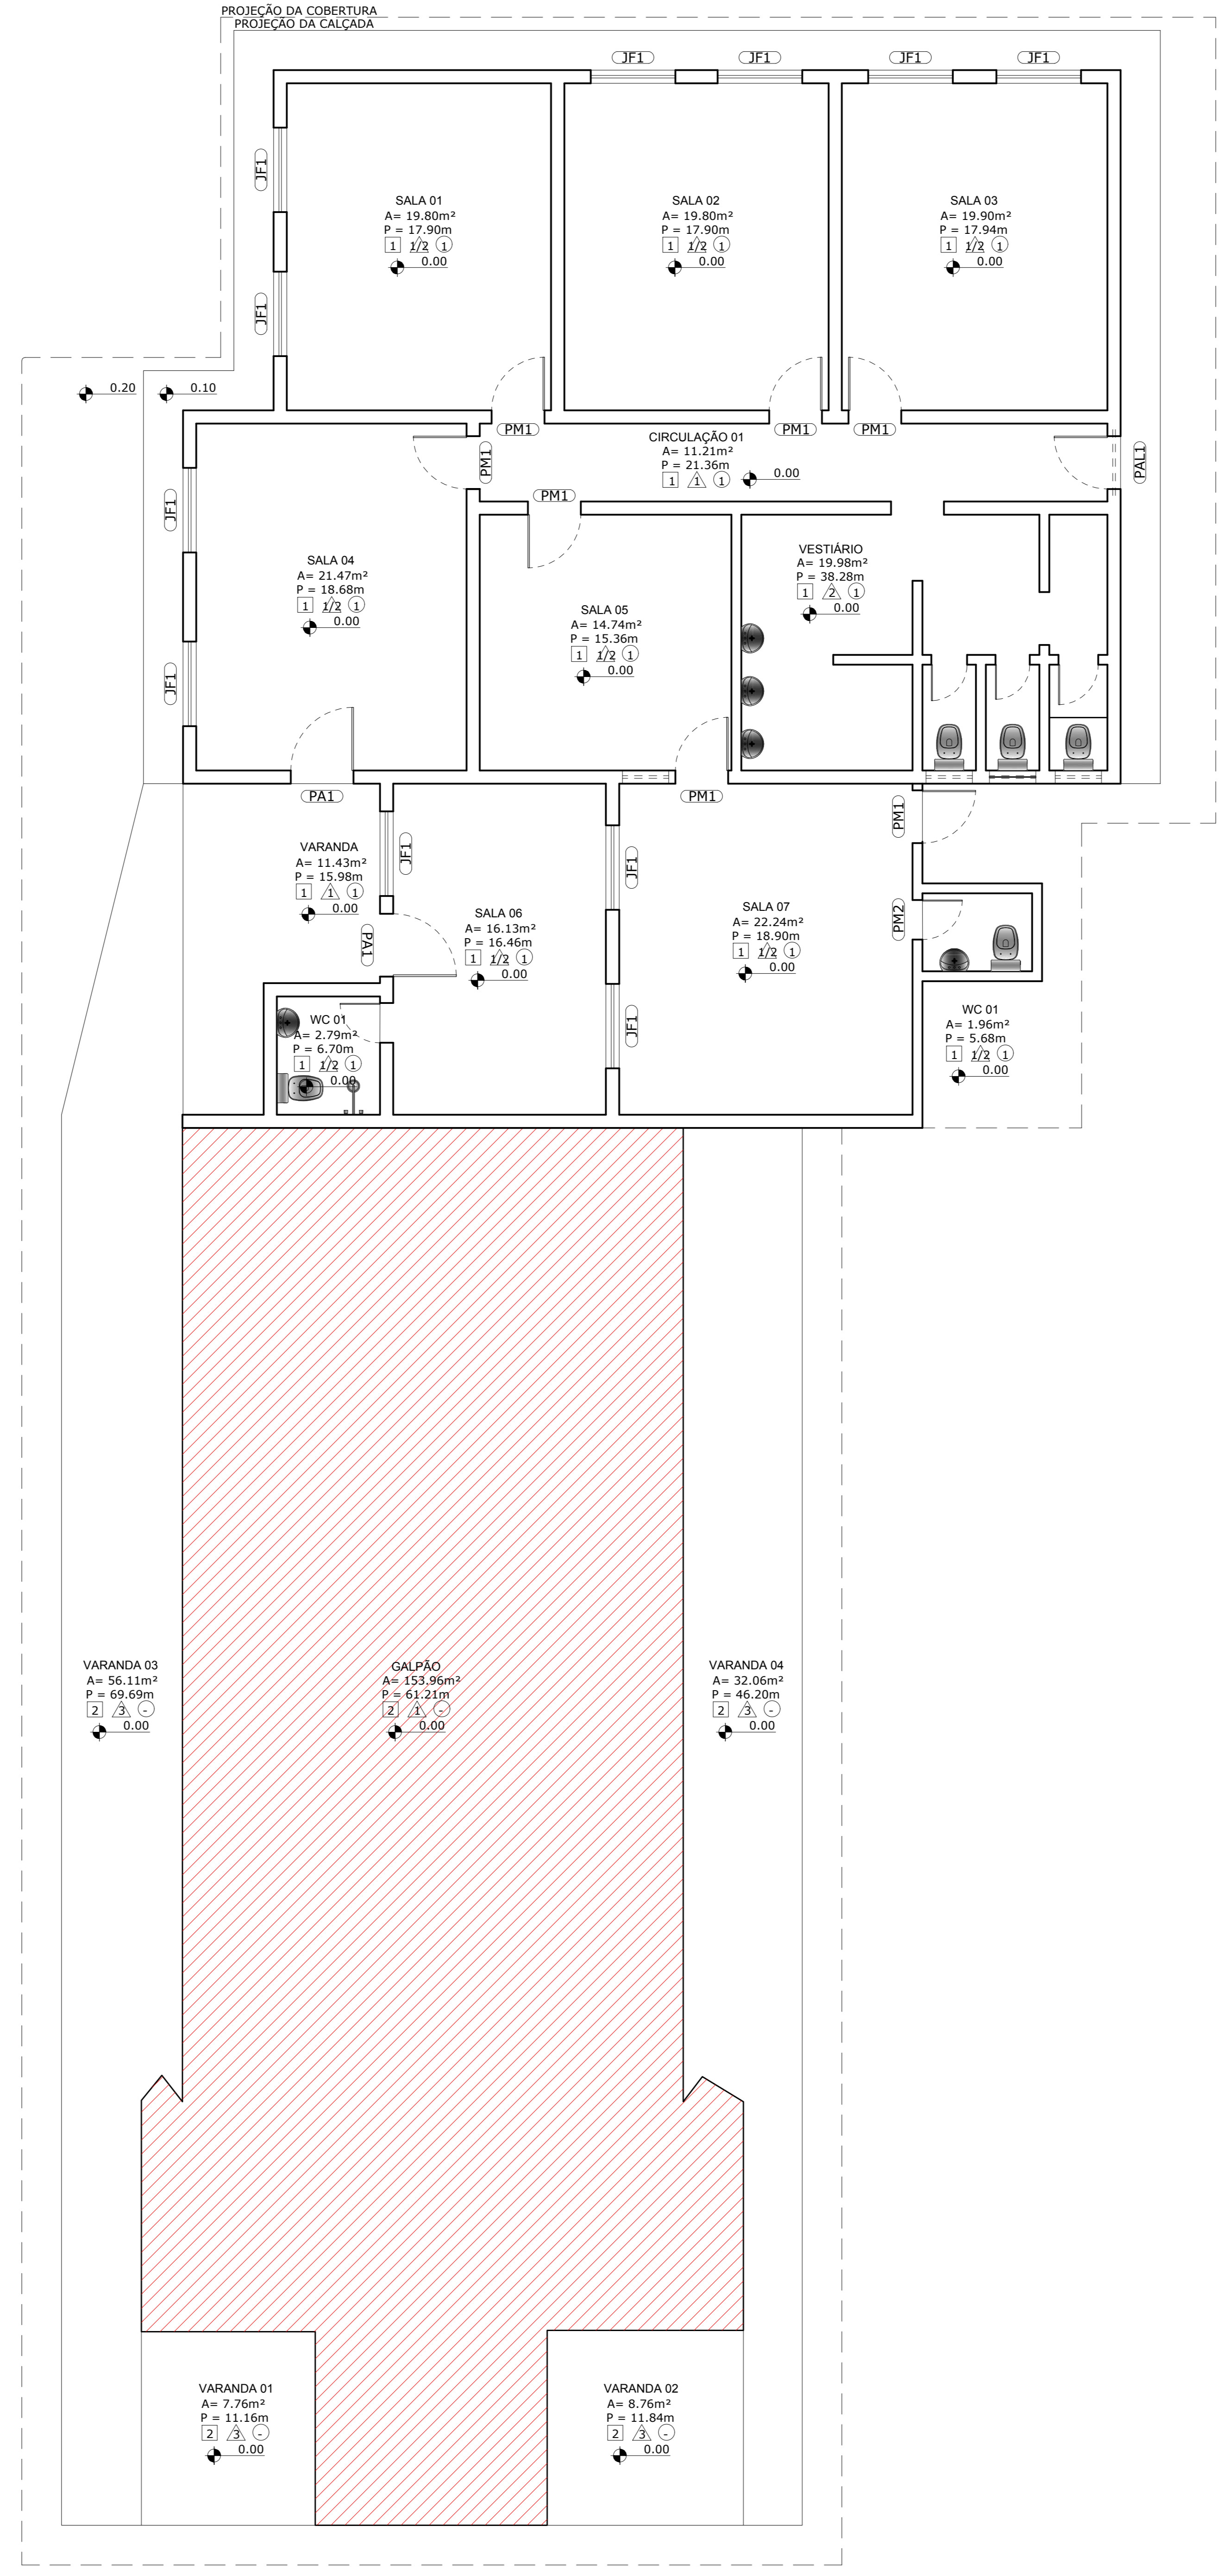 PROJEÇÃO DA COBERTURA
PROJEÇÃO DA CALÇADA
JF1
JF1
JF1
JF1
JF1
JF1
SALA 01
A= 19.80m²
P = 17.90m
1 1/2 1
0.00
SALA 02
A= 19.80m²
P = 17.90m
1 1/2 1
0.00
SALA 03
A= 19.90m²
P = 17.94m
1 1/2 1
0.00
0.20
0.10
PM1
PM1
PM1
PM1
PM1
PAL1
CIRCULAÇÃO 01
A= 11.21m²
P = 21.36m
1 1 1
0.00
JF1
JF1
SALA 04
A= 21.47m²
P = 18.68m
1 1/2 1
0.00
SALA 05
A= 14.74m²
P = 15.36m
1 1/2 1
0.00
VESTIÁRIO
A= 19.98m²
P = 38.28m
1 2 1
0.00
PA1
PM1
PM1
VARANDA
A= 11.43m²
P = 15.98m
1 1 1
0.00
JF1
PA1
SALA 06
A= 16.13m²
P = 16.46m
1 1/2 1
0.00
JF1
JF1
SALA 07
A= 22.24m²
P = 18.90m
1 1/2 1
0.00
PM2
WC 01
A= 2.79m²
P = 6.70m
1 1/2 1
0.00
WC 01
A= 1.96m²
P = 5.68m
1 1/2 1
0.00
VARANDA 03
A= 56.11m²
P = 69.69m
2 3 -
0.00
GALPÃO
A= 153.96m²
P = 61.21m
2 1 -
0.00
VARANDA 04
A= 32.06m²
P = 46.20m
2 3 -
0.00
VARANDA 01
A= 7.76m²
P = 11.16m
2 3 -
0.00
VARANDA 02
A= 8.76m²
P = 11.84m
2 3 -
0.00